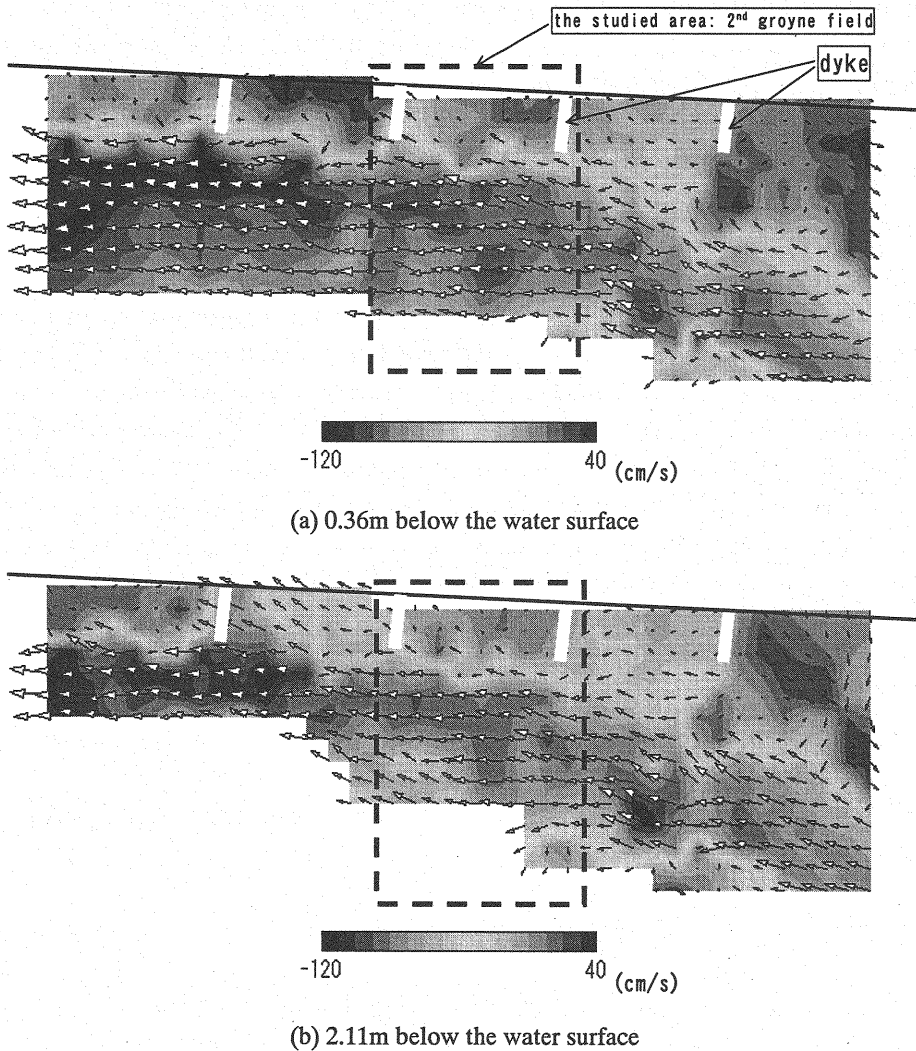 the studied area: 2nd groyne field
dyke
-120 40 (cm/s)
(a) 0.36m below the water surface
-120 40 (cm/s)
(b) 2.11m below the water surface